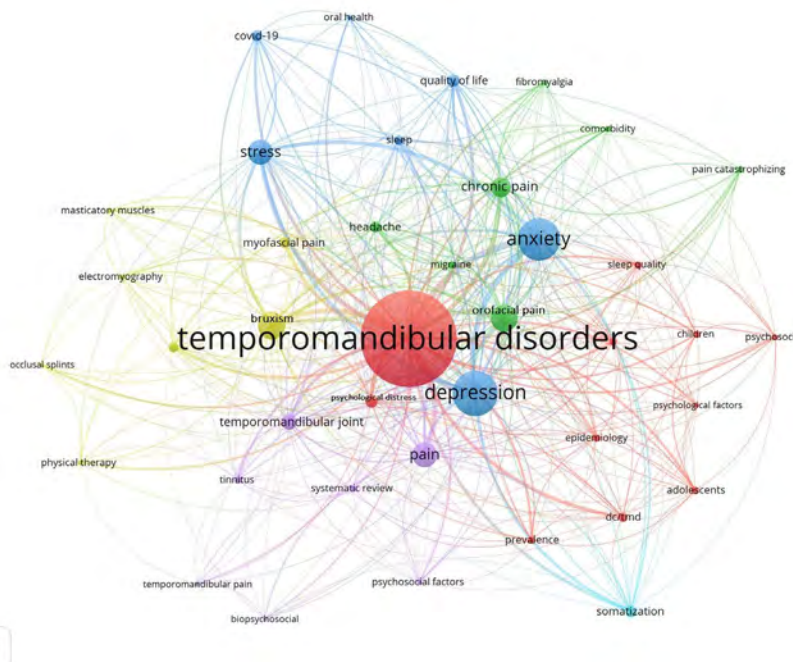 oral health
covid-19
quality of life
fibromyalgia
comorbidity
sleep
stress
pain catastrophizing
chronic pain
masticatory muscles
headache
anxiety
myofascial pain
migraine
sleep quality
electromyography
orolacial pain
bruxism
temporomandibular disorders
children
psychosoci
occlusal splints
depression
psychological distress
psychological factors
temporomandibular joint
epidemiology
pain
physical therapy
tinnitus
systematic review
adolescents
dc/tmd
prevalence
temporomandibular pain
psychosocial factors
biopsychosocial
somatization